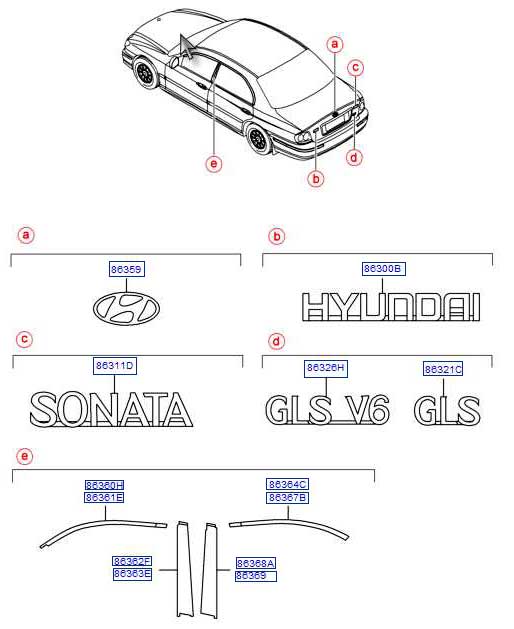 a
c
e
d
b
a
b
86359
86300B
HYUNDAI
c
d
86311D
86326H
86321C
SONATA
GLS V6
GLS
e
86360H
86361E
86364C
86367B
86362F
86363E
86368A
86369